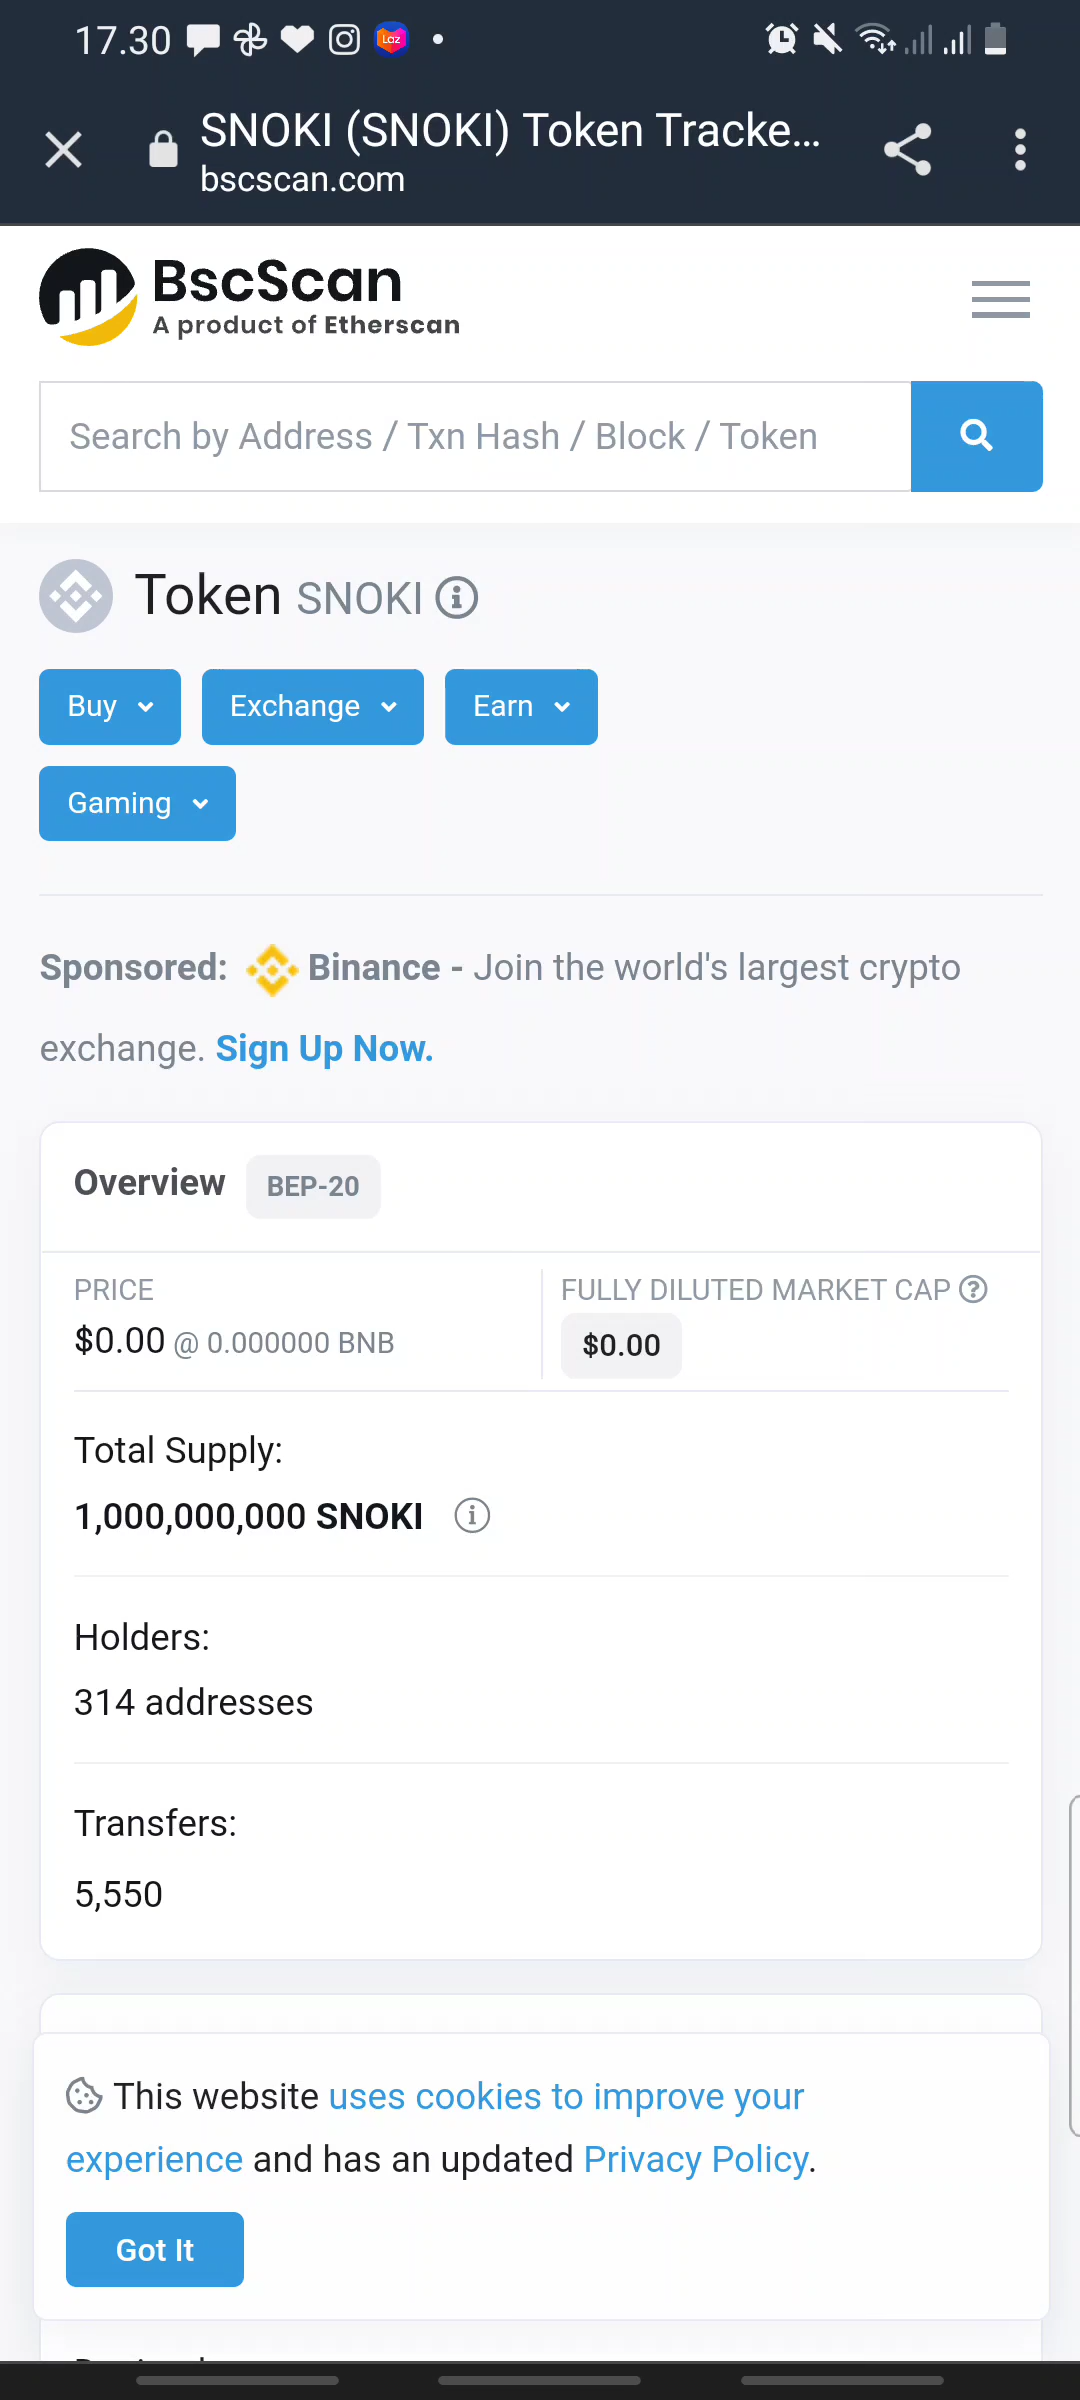 17.30
SNOKI (SNOKI) Token Tracke...
bscscan.com
BscScan
A product of Etherscan
Search by Address / Txn Hash / Block / Token
Token SNOKI
Buy
Exchange
Earn
Gaming
Sponsored: Binance - Join the world's largest crypto
exchange. Sign Up Now.
Overview BEP-20
PRICE
$0.00 @ 0.000000 BNB
FULLY DILUTED MARKET CAP
$0.00
Total Supply:
1,000,000,000 SNOKI
Holders:
314 addresses
Transfers:
5,550
This website uses cookies to improve your
experience and has an updated Privacy Policy.
Got It